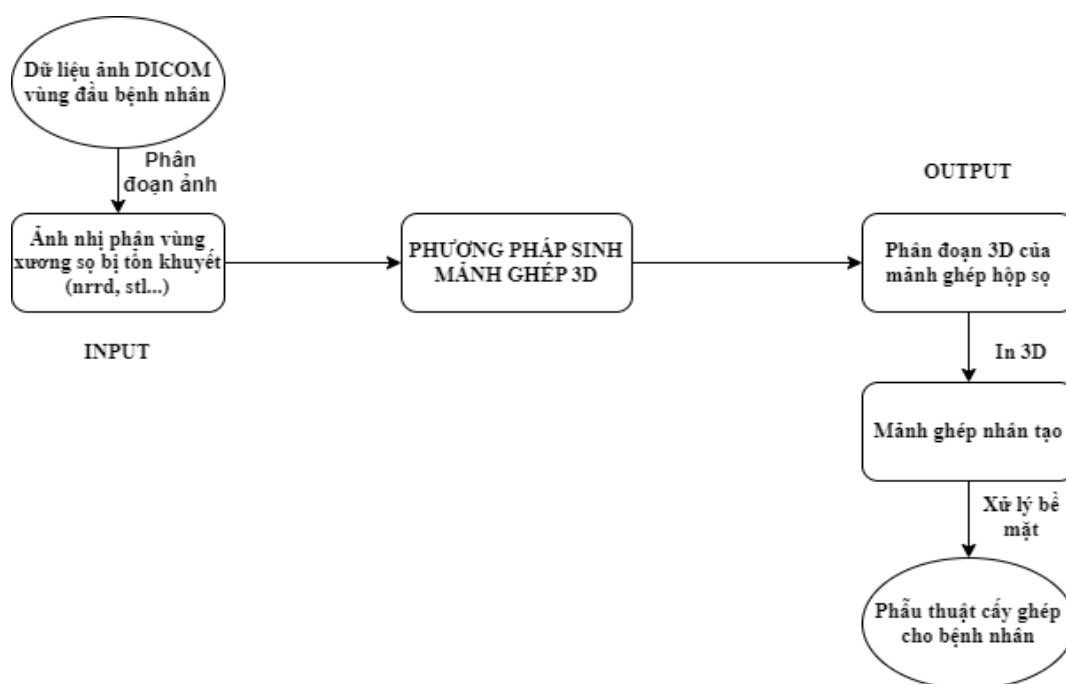 Dữ liệu ảnh DICOM
vùng đầu bệnh nhân
Phân
đoạn ảnh
Ảnh nhị phân vùng
xương sọ bị tổn khuyết
(nrrd, stl...)
INPUT
PHƯƠNG PHÁP SINH
MẢNH GHÉP 3D
OUTPUT
Phân đoạn 3D của
mảnh ghép hộp sọ
In 3D
Mảnh ghép nhân tạo
Xử lý bề
mặt
Phẫu thuật cấy ghép
cho bệnh nhân